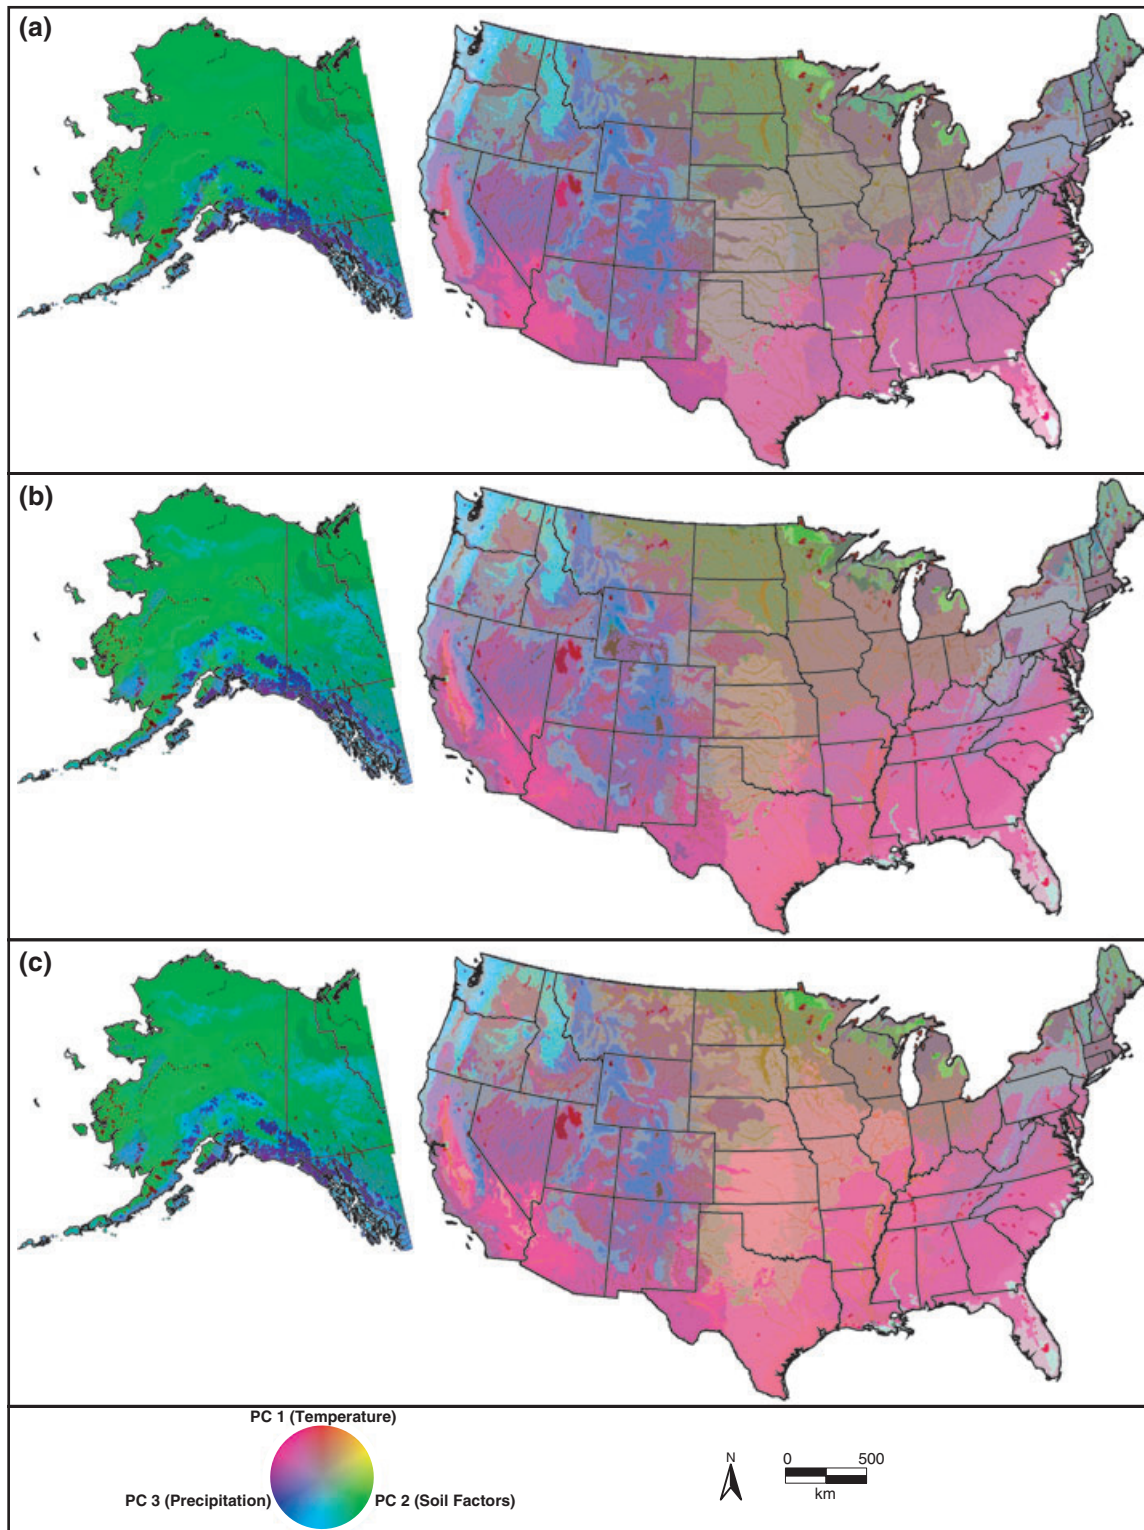 (a)
(b)
(c)
PC 1 (Temperature)
PC 3 (Precipitation)
PC 2 (Soil Factors)
N
0 500
km